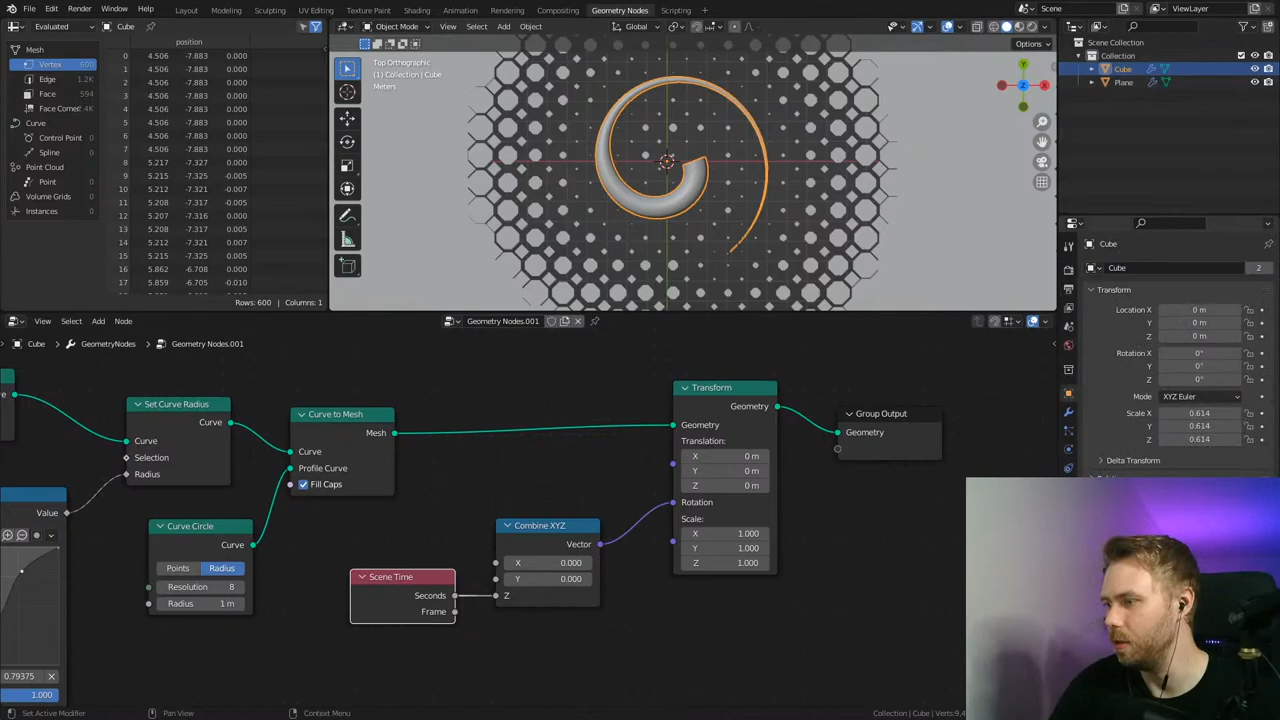 File Edit Render Window Help Layout Modeling Sculpting UV Editing Texture Paint Shading Animation Rendering Compositing Geometry Nodes Scripting Scene ViewLayer
Evaluated Cube
Object Mode View Select Add Object Global
Options
Mesh position
Vertex 600
Edge 1.2K
Face 594
Face Corner 2.4K
Curve
Control Point 0
Spline 0
Point Cloud
Point 0
Volume Grids
Instances
0 4.506 -7.883 0.000
1 4.506 -7.883 0.000
2 4.506 -7.883 0.000
3 4.506 -7.883 0.000
4 4.506 -7.883 0.000
5 4.506 -7.883 0.000
6 4.506 -7.883 0.000
7 4.506 -7.883 0.000
8 5.217 -7.327 0.000
9 5.215 -7.325 -0.005
10 5.212 -7.321 -0.007
11 5.208 -7.317 -0.005
12 5.207 -7.315 0.000
13 5.208 -7.317 0.005
14 5.212 -7.321 0.007
15 5.215 -7.325 0.005
16 5.862 -6.708 0.000
17 5.859 -6.705 -0.010
Rows: 600 | Columns: 1
Top Orthographic
(1) Collection | Cube
Meters
Y
X
Z
Scene Collection
Collection
Cube
Plane
Cube
Cube 2
Transform
Location X 0 m
Y 0 m
Z 0 m
Rotation X 0°
Y 0°
Z 0°
Mode XYZ Euler
Scale X 0.614
Y 0.614
Z 0.614
Delta Transform
View Select Add Node Geometry Nodes.001
Cube GeometryNodes Geometry Nodes.001
Set Curve Radius
Curve
Curve
Selection
Radius
Curve to Mesh
Mesh
Curve
Profile Curve
Fill Caps
Value
0.79375
1.000
Curve Circle
Curve
Points Radius
Resolution 8
Radius 1 m
Scene Time
Seconds
Frame
Combine XYZ
Vector
X 0.000
Y 0.000
Z
Transform
Geometry
Geometry
Translation:
X 0 m
Y 0 m
Z 0 m
Rotation
Scale:
X 1.000
Y 1.000
Z 1.000
Group Output
Geometry
Set Active Modifier Pan View Context Menu Collection | Cube | Verts:9,4